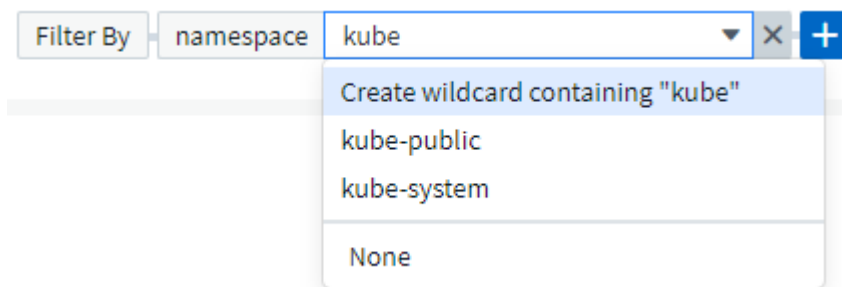 Filter By namespace kube
Create wildcard containing "kube"
kube-public
kube-system
None